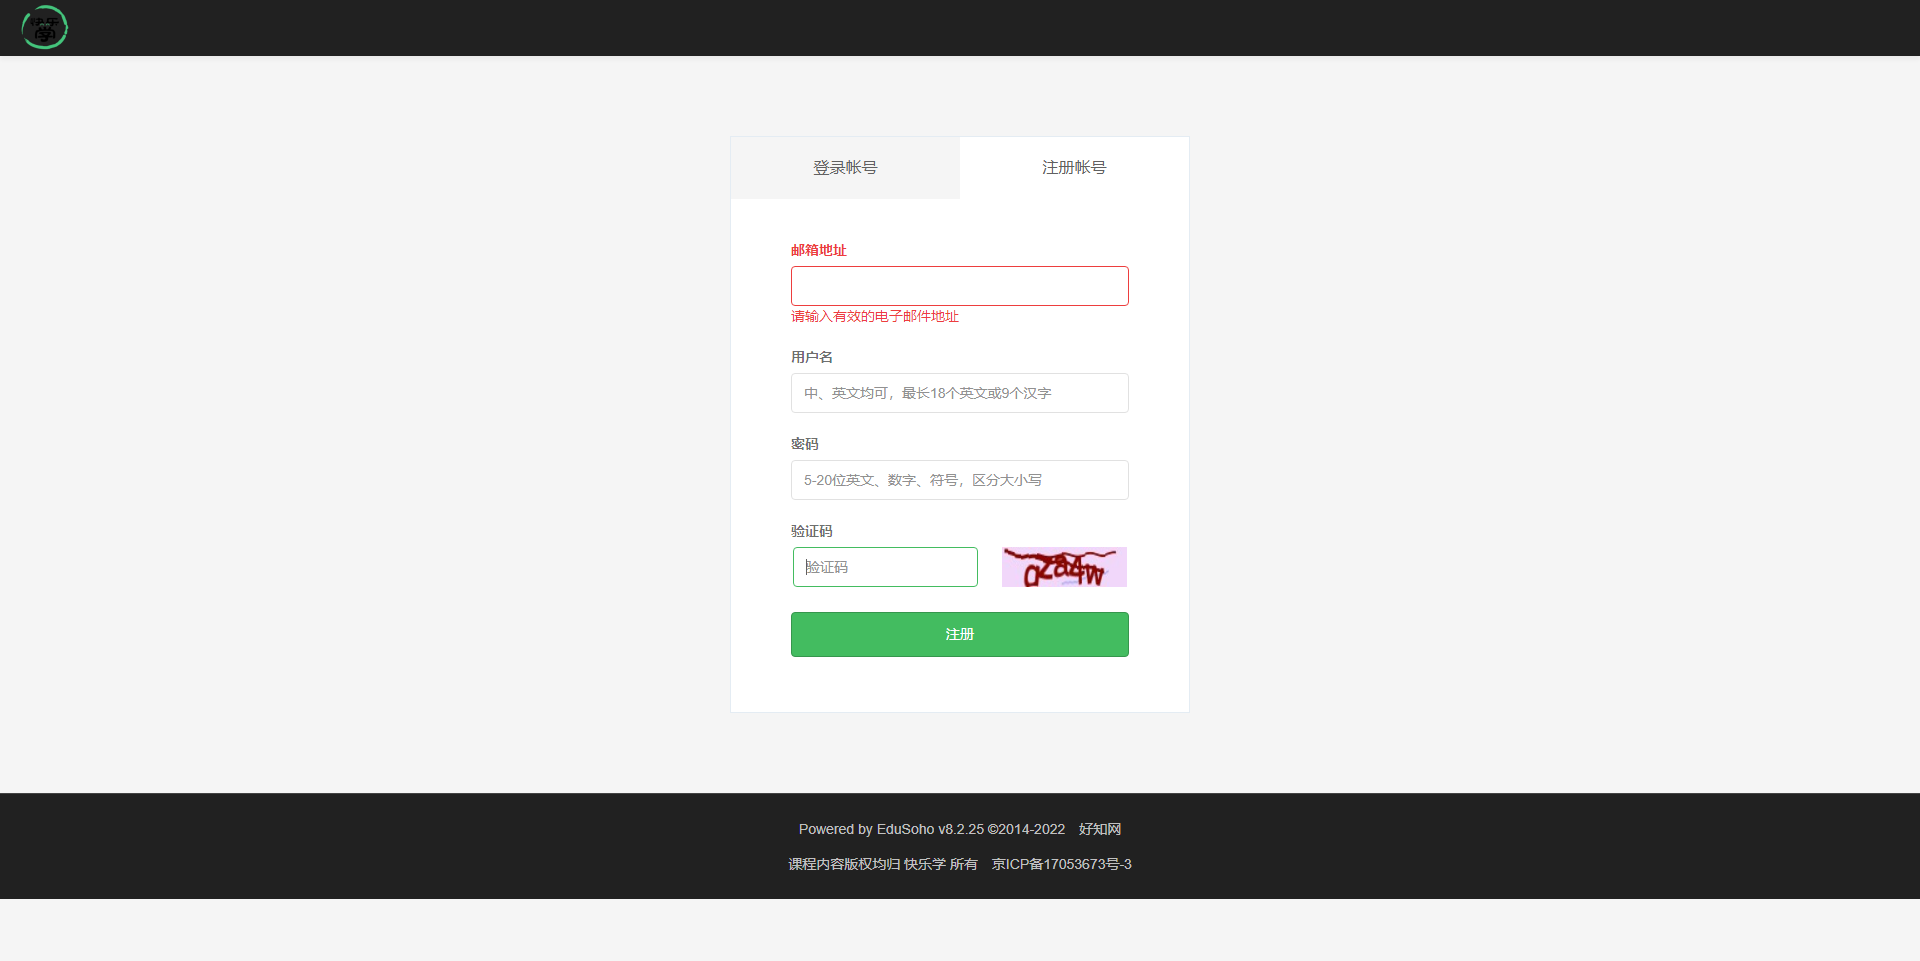 快乐
學
登录帐号
注册帐号
邮箱地址
请输入有效的电子邮件地址
用户名
中、英文均可，最长18个英文或9个汉字
密码
5-20位英文、数字、符号，区分大小写
验证码
验证码
注册
Powered by EduSoho v8.2.25 ©2014-2022 好知网
课程内容版权均归 快乐学 所有 京ICP备17053673号-3